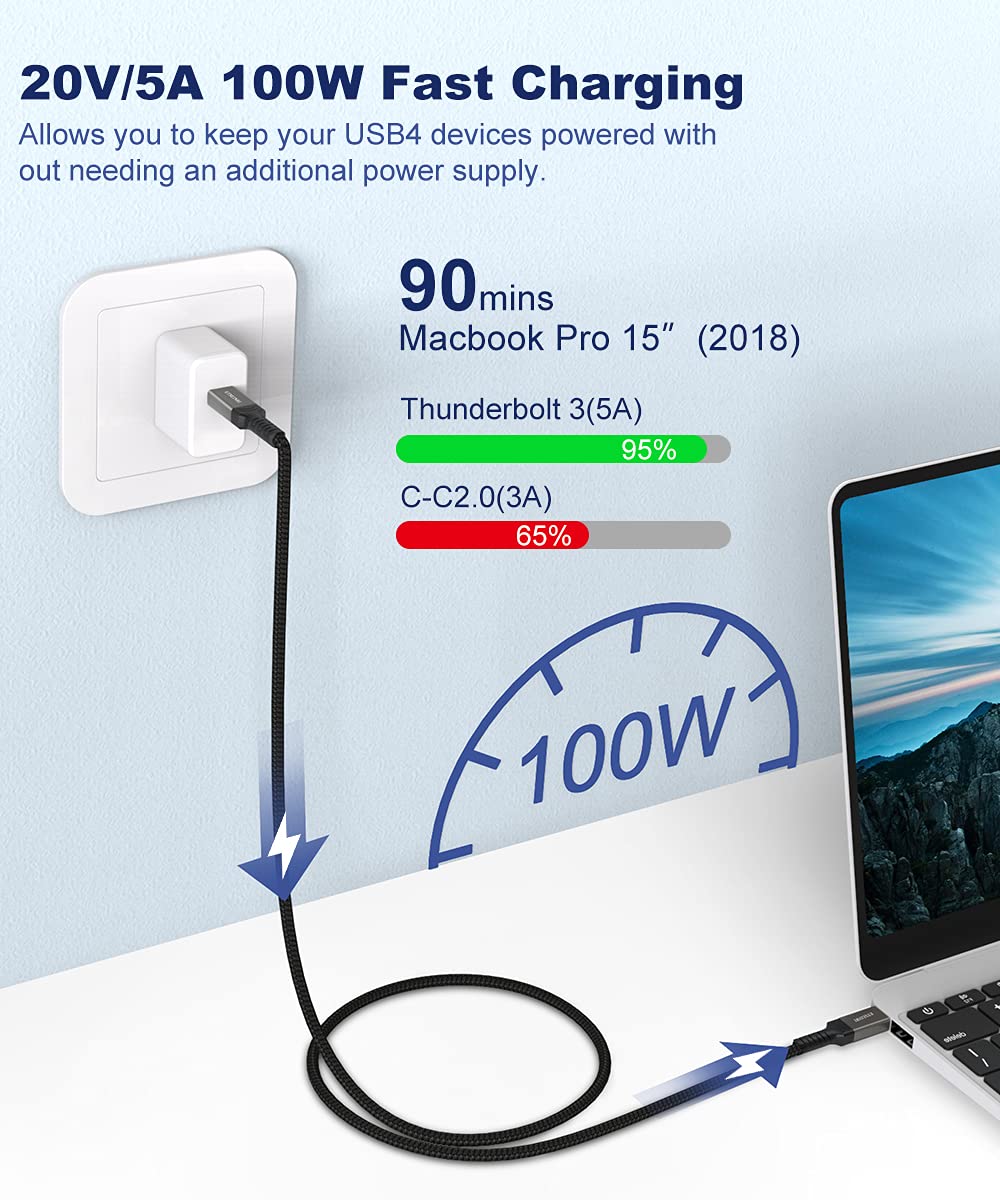 20V/5A 100W Fast Charging
Allows you to keep your USB4 devices powered with
out needing an additional power supply.
90mins
Macbook Pro 15” (2018)
Thunderbolt 3(5A)
95%
C-C2.0(3A)
65%
100W